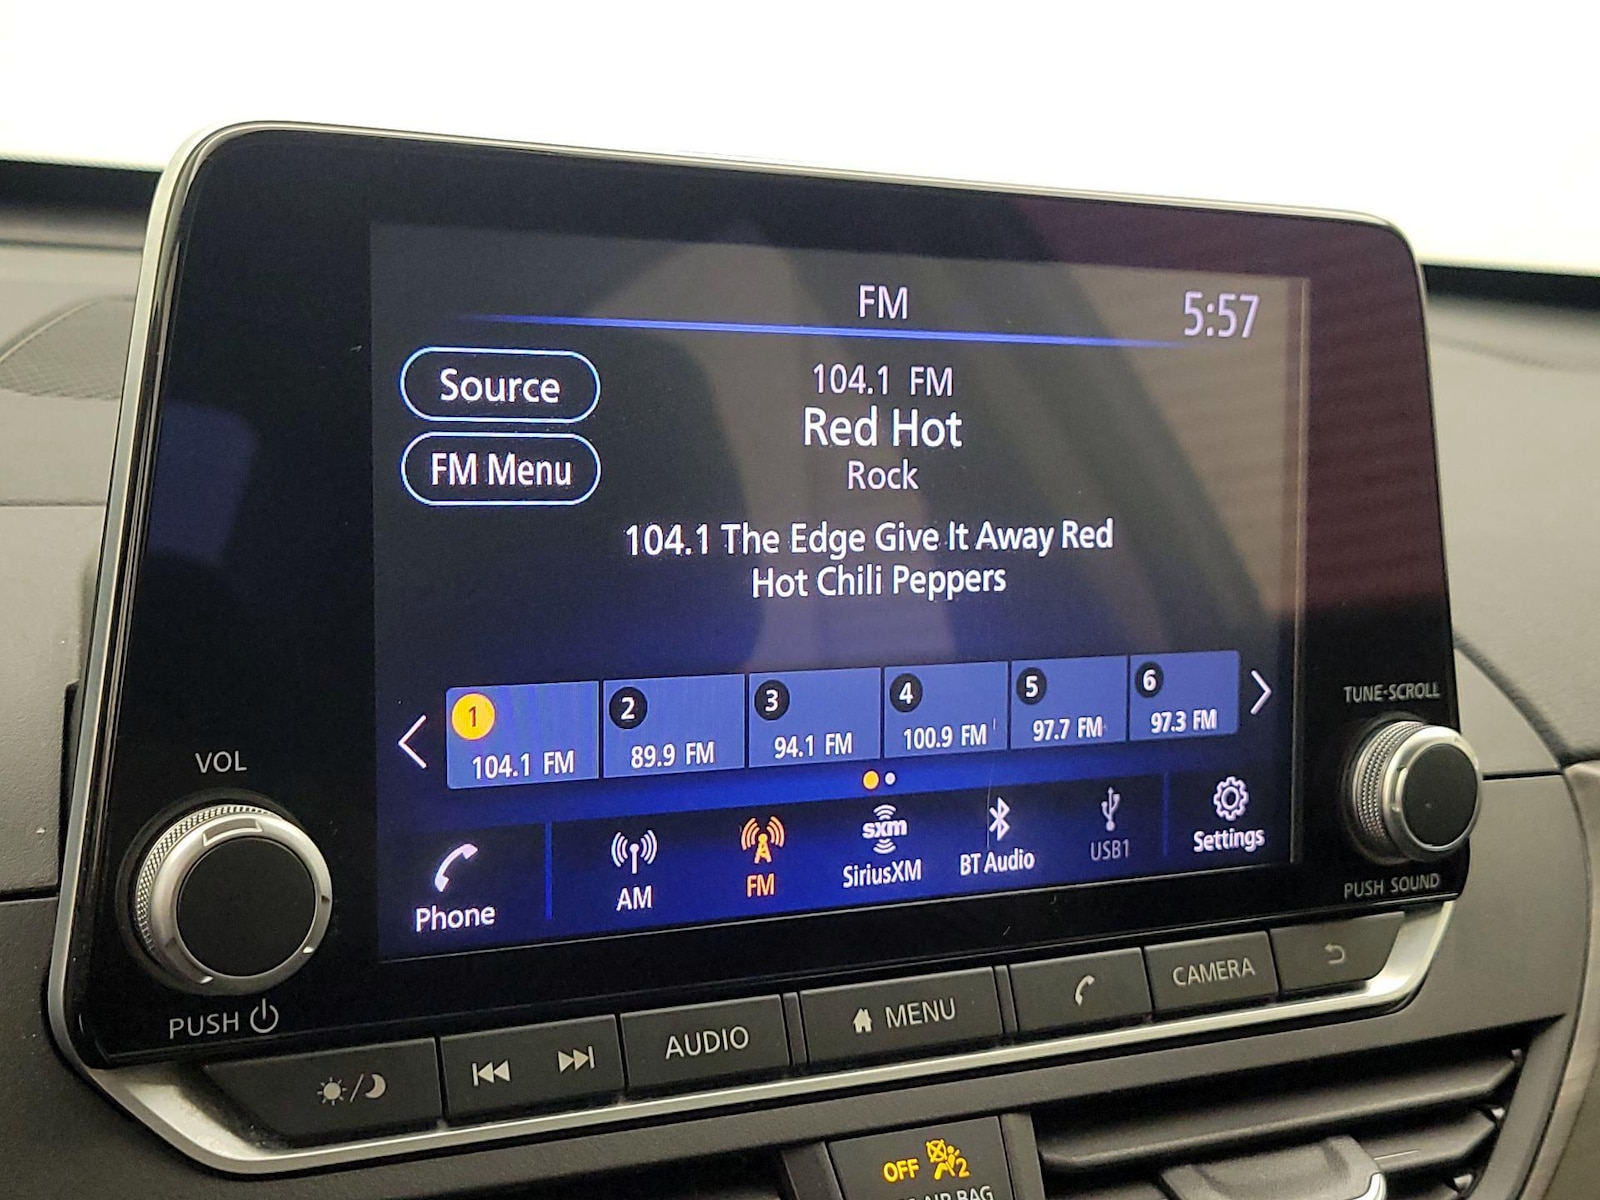 FM
5:57
Source
104.1 FM
Red Hot
FM Menu
Rock
104.1 The Edge Give It Away Red
Hot Chili Peppers
1
2
3
4
5
6
104.1 FM
89.9 FM
94.1 FM
100.9 FM
97.7 FM
97.3 FM
Phone
AM
FM
sxm
SiriusXM
BT Audio
USB1
Settings
VOL
PUSH
TUNE-SCROLL
PUSH SOUND
AUDIO
MENU
CAMERA
OFF
2
AIR BAG